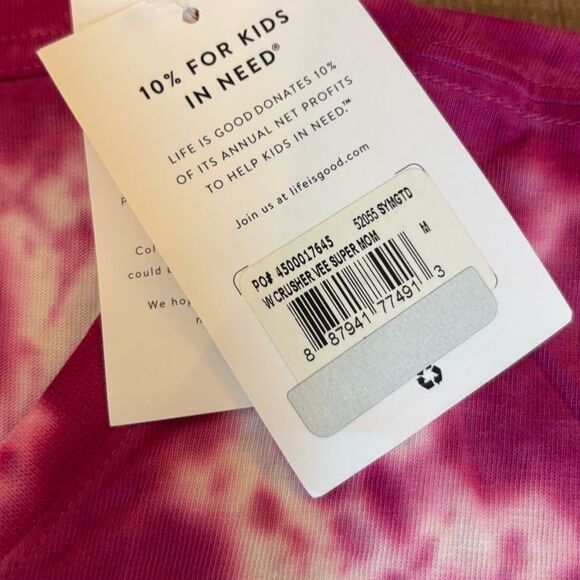 10% FOR KIDS
IN NEED®
LIFE IS GOOD DONATES 10%
OF ITS ANNUAL NET PROFITS
TO HELP KIDS IN NEED.™
Join us at lifeisgood.com
PO# 4500017645 52055 SYMGTD
W CRUSHER VEE SUPER MOM M
8 87941 77491 3
A
Col
could b
We hop